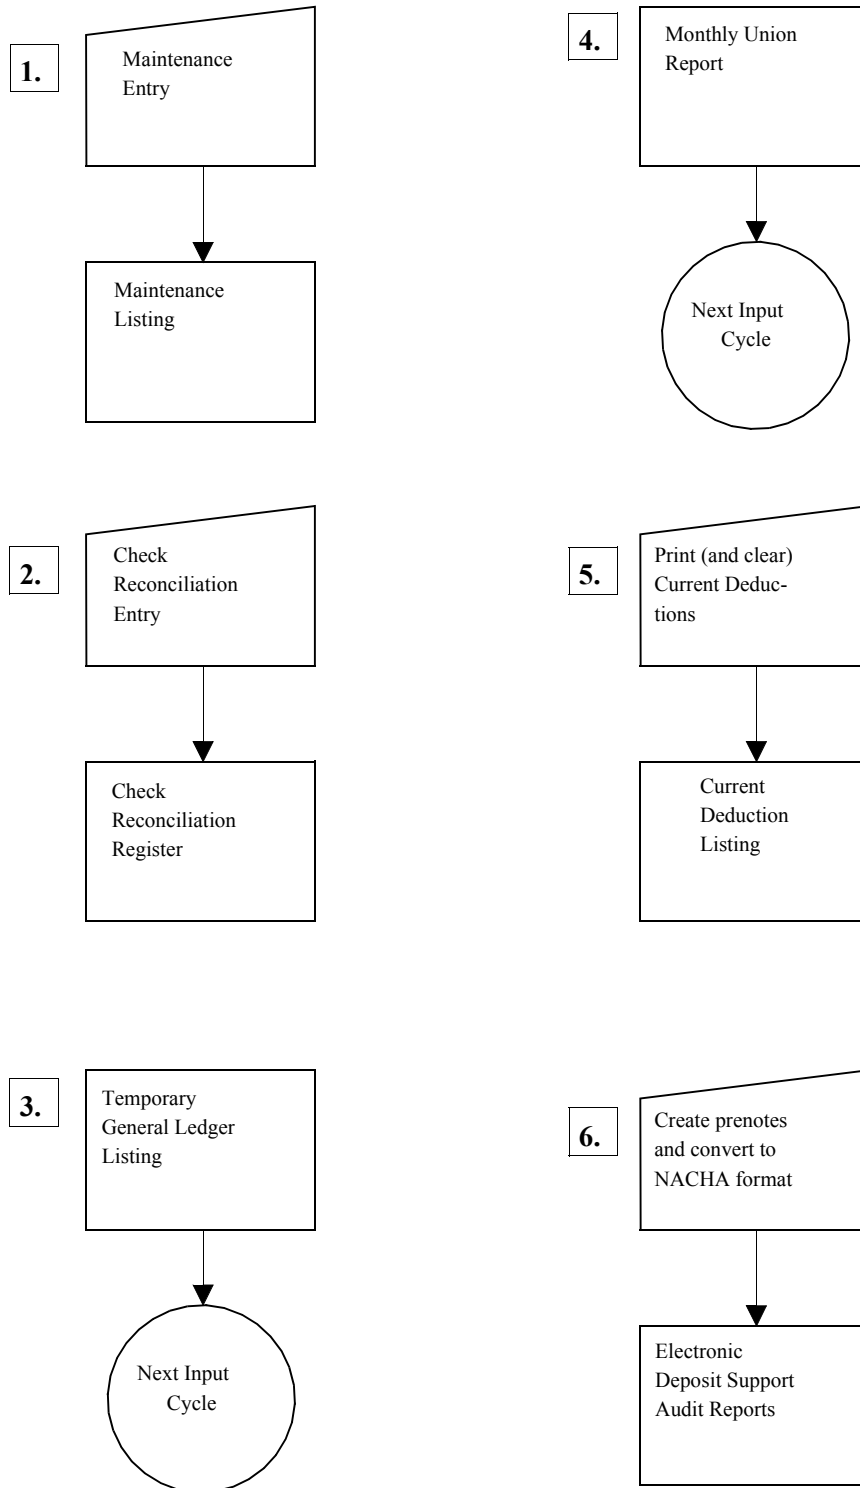 1.
Maintenance
Entry
Maintenance
Listing
2.
Check
Reconciliation
Entry
Check
Reconciliation
Register
3.
Temporary
General Ledger
Listing
Next Input
Cycle
4.
Monthly Union
Report
Next Input
Cycle
5.
Print (and clear)
Current Deduc-
tions
Current
Deduction
Listing
6.
Create prenotes
and convert to
NACHA format
Electronic
Deposit Support
Audit Reports